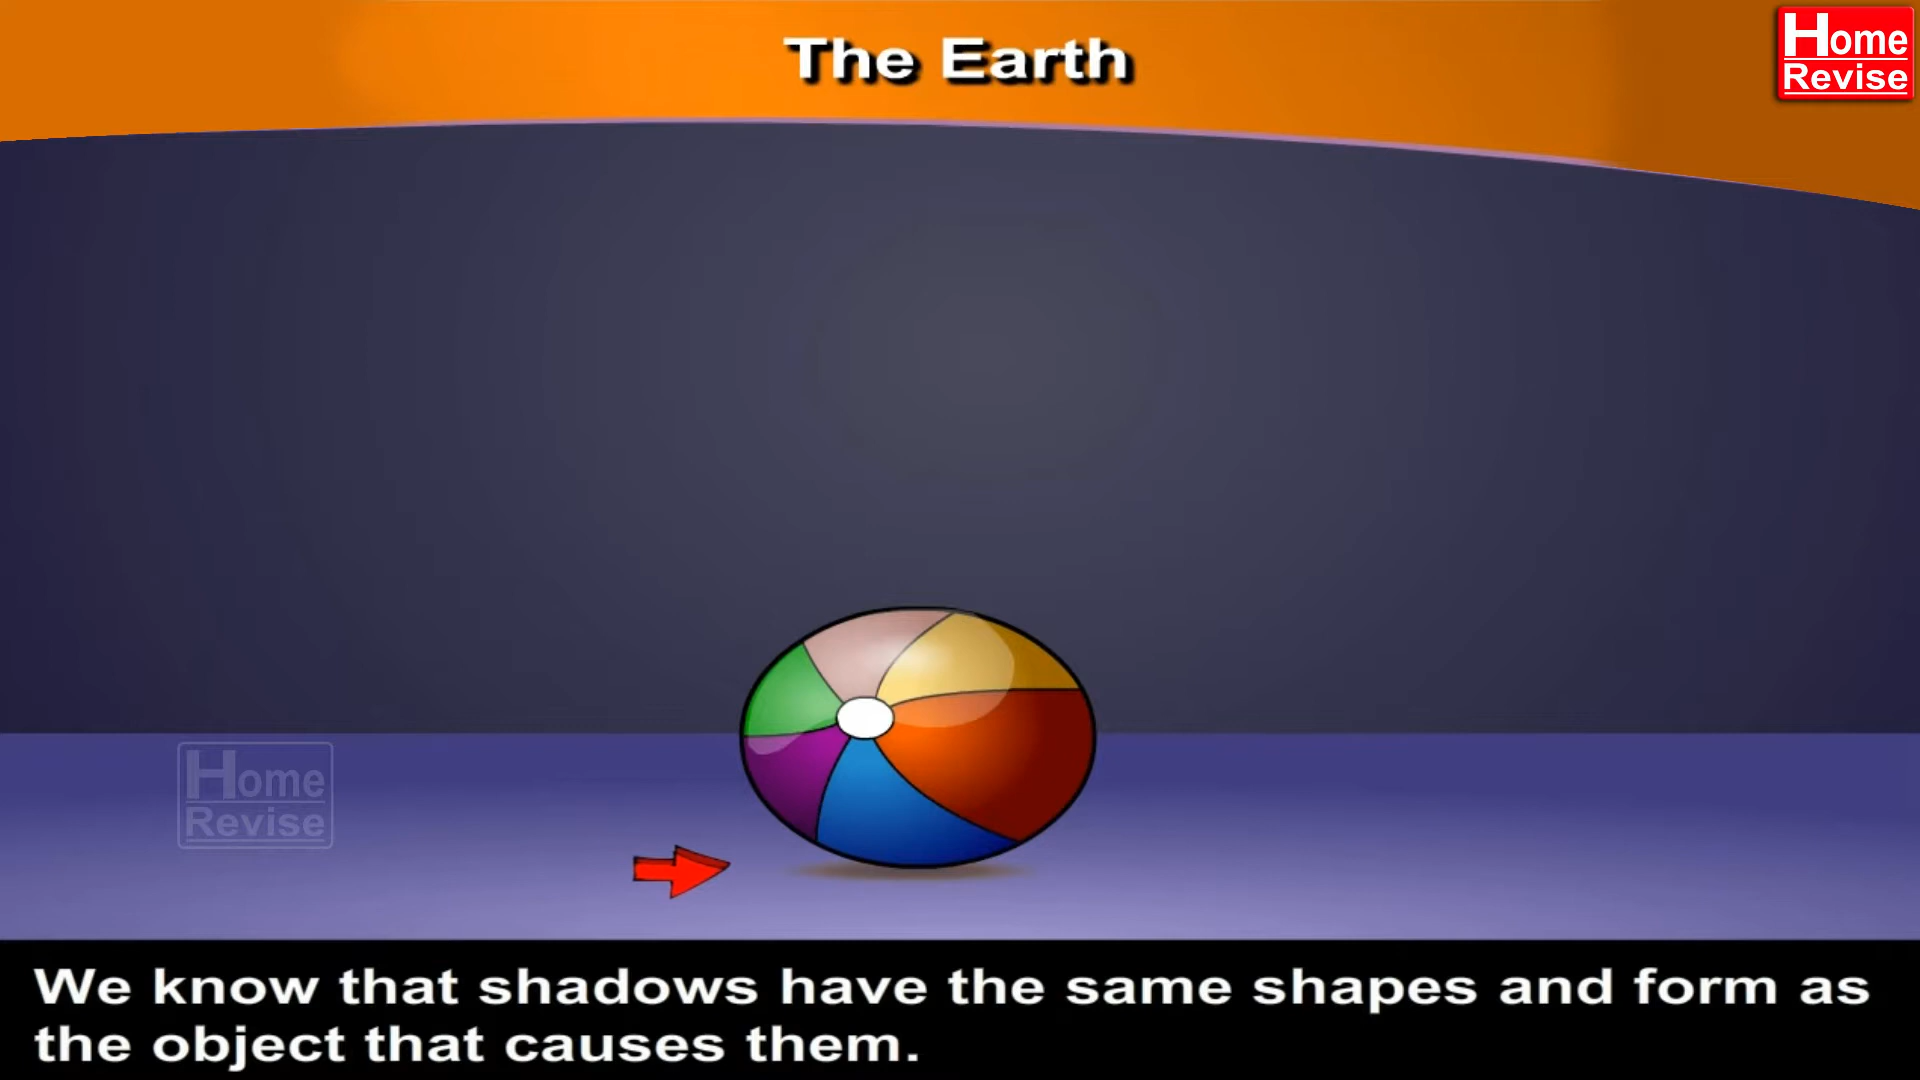 The Earth
Home
Revise
Home
Revise
We know that shadows have the same shapes and form as
the object that causes them.